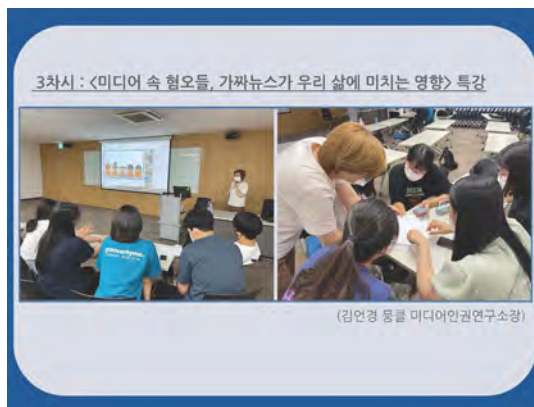 3차시 : <미디어 속 혐오들, 가짜뉴스가 우리 삶에 미치는 영향> 특강
(김언경 뭉클 미디어인권연구소장)